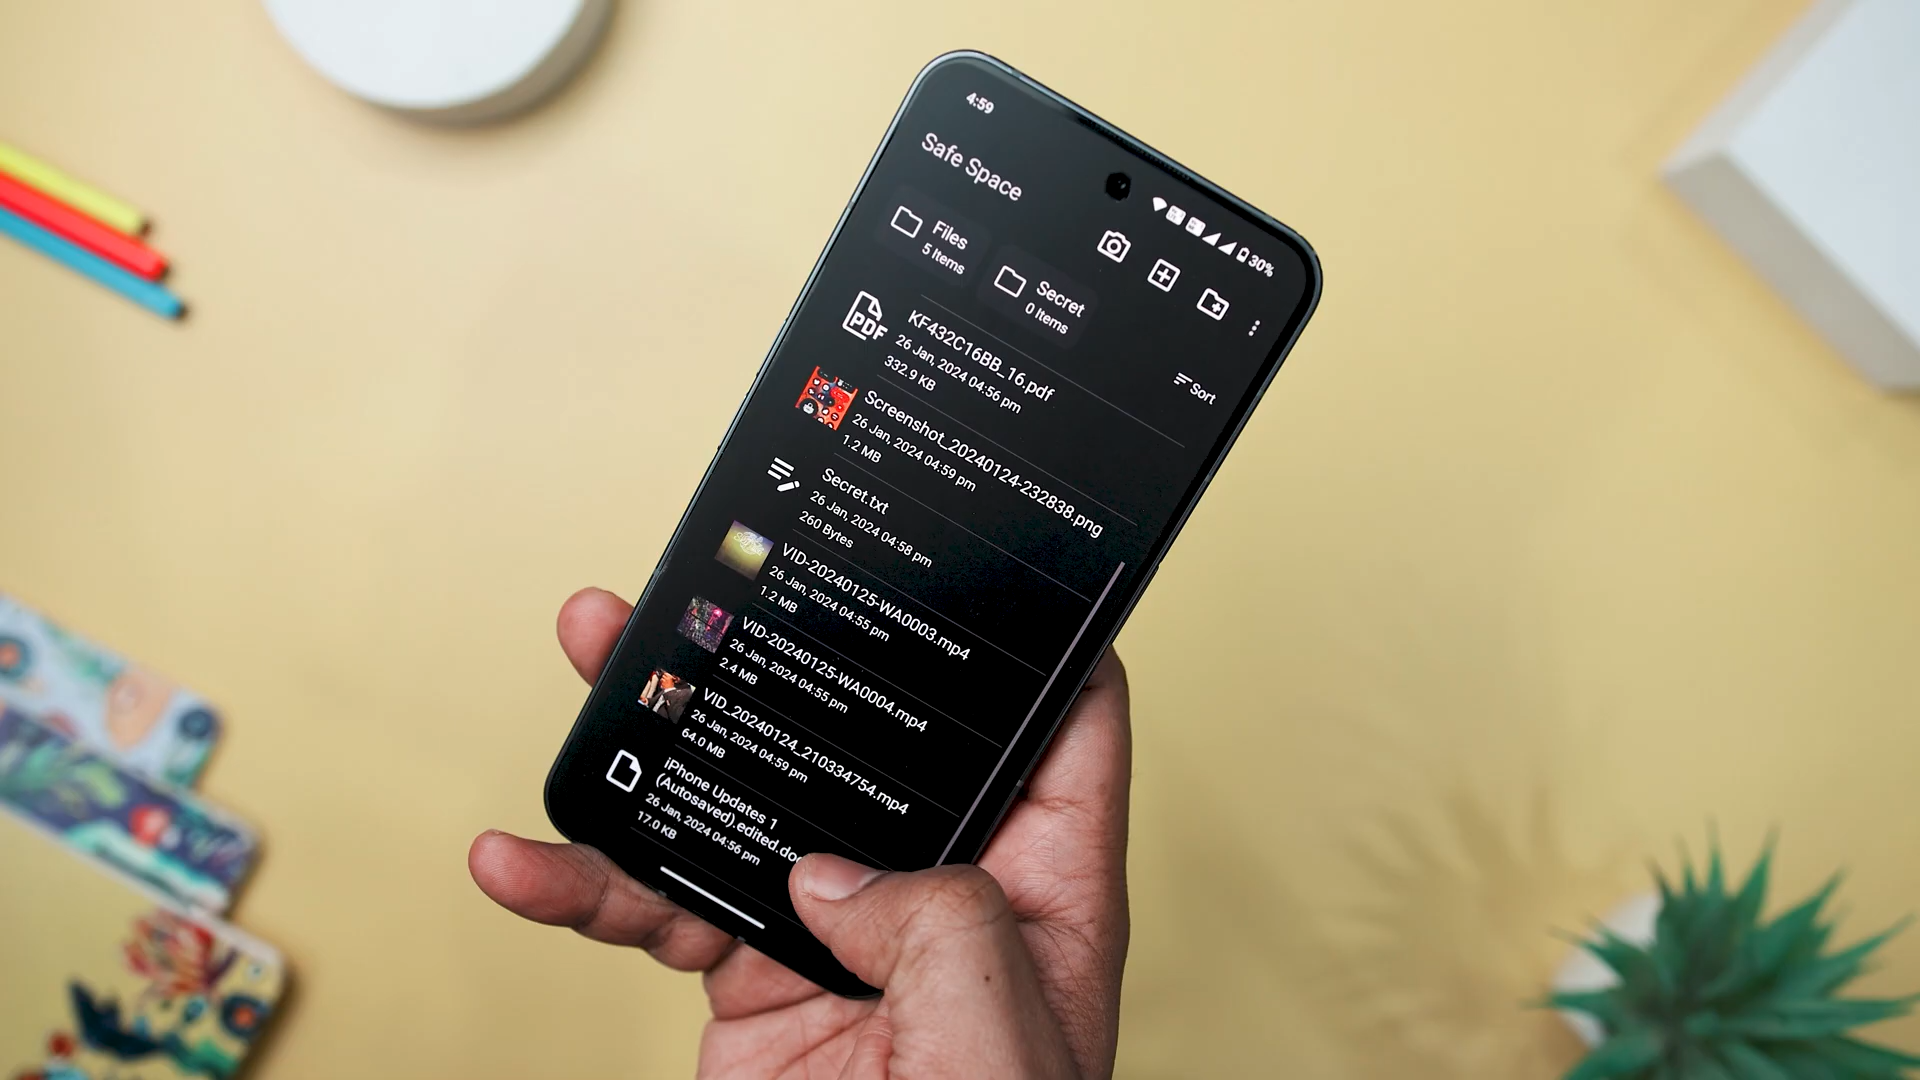 4:59
30%
Safe Space
Files
5 Items
Secret
0 Items
Sort
PDF
KF432C16BB_16.pdf
26 Jan, 2024 04:56 pm
332.9 KB
Screenshot_20240124-232838.png
26 Jan, 2024 04:59 pm
1.2 MB
Secret.txt
26 Jan, 2024 04:58 pm
260 Bytes
VID-20240125-WA0003.mp4
26 Jan, 2024 04:55 pm
1.2 MB
VID-20240125-WA0004.mp4
26 Jan, 2024 04:55 pm
2.4 MB
VID_20240124_210334754.mp4
26 Jan, 2024 04:59 pm
64.0 MB
iPhone Updates 1
(Autosaved).edited.do
26 Jan, 2024 04:56 pm
17.0 KB